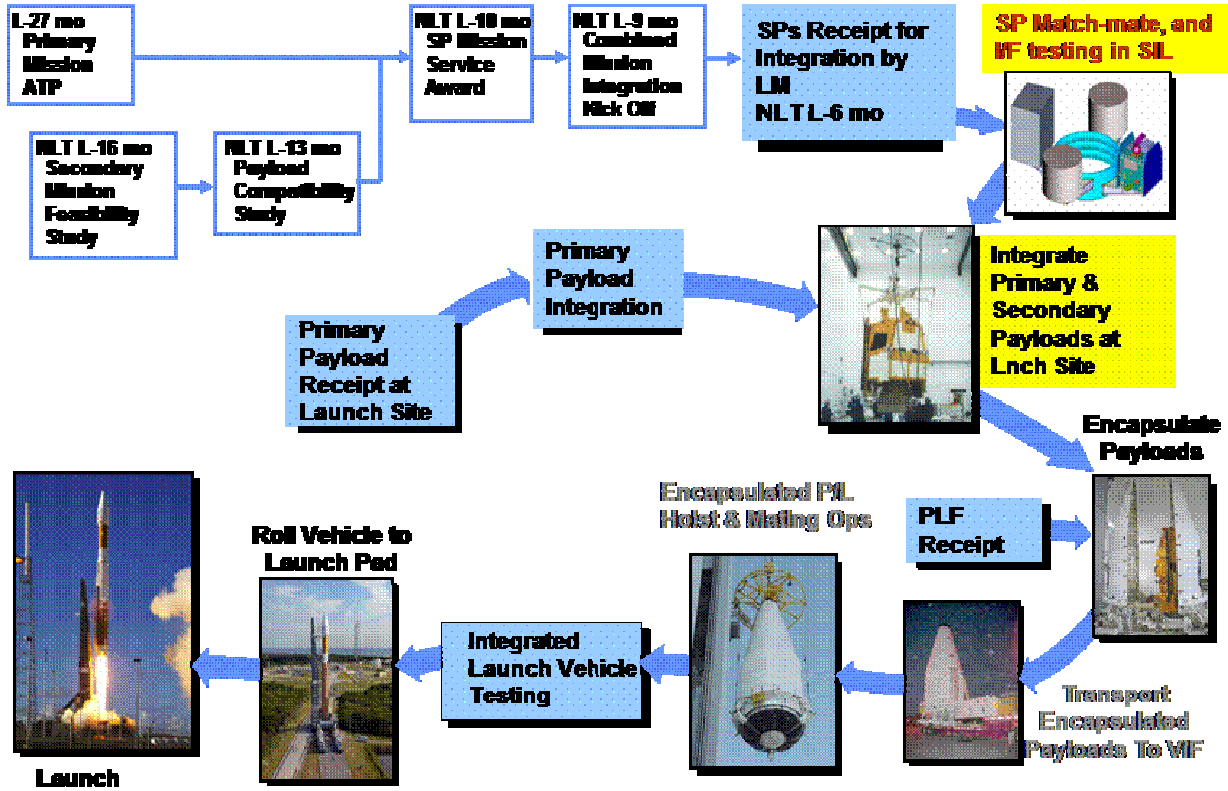 L-27 mo
Primary
Mission
ATP
NLT L-16 mo
Secondary
Mission
Feasibility
Study
NLT L-13 mo
Payload
Compatibility
Study
NLT L-10 mo
SP Mission
Service
Award
NLT L-9 mo
Combined
Mission
Integration
Kick Off
SPs Receipt for
Integration by
LM
NLT L-6 mo
SP Match-mate, and
I/F testing in SIL
Primary
Payload
Receipt at
Launch Site
Primary
Payload
Integration
Integrate
Primary &
Secondary
Payloads at
Lnch Site
Encapsulate
Payloads
PLF
Receipt
Transport
Encapsulated
Payloads To VIF
Encapsulated P/L
Hoist & Mating Ops
Integrated
Launch Vehicle
Testing
Roll Vehicle to
Launch Pad
Launch